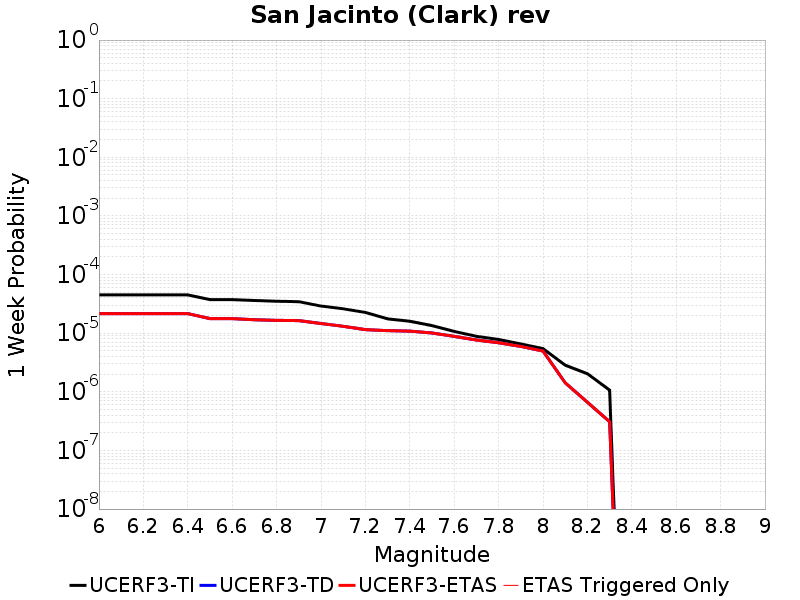 San Jacinto (Clark) rev
1 Week Probability
10^0
10^-1
10^-2
10^-3
10^-4
10^-5
10^-6
10^-7
10^-8
6 6.2 6.4 6.6 6.8 7 7.2 7.4 7.6 7.8 8 8.2 8.4 8.6 8.8 9
Magnitude
UCERF3-TI UCERF3-TD UCERF3-ETAS ETAS Triggered Only